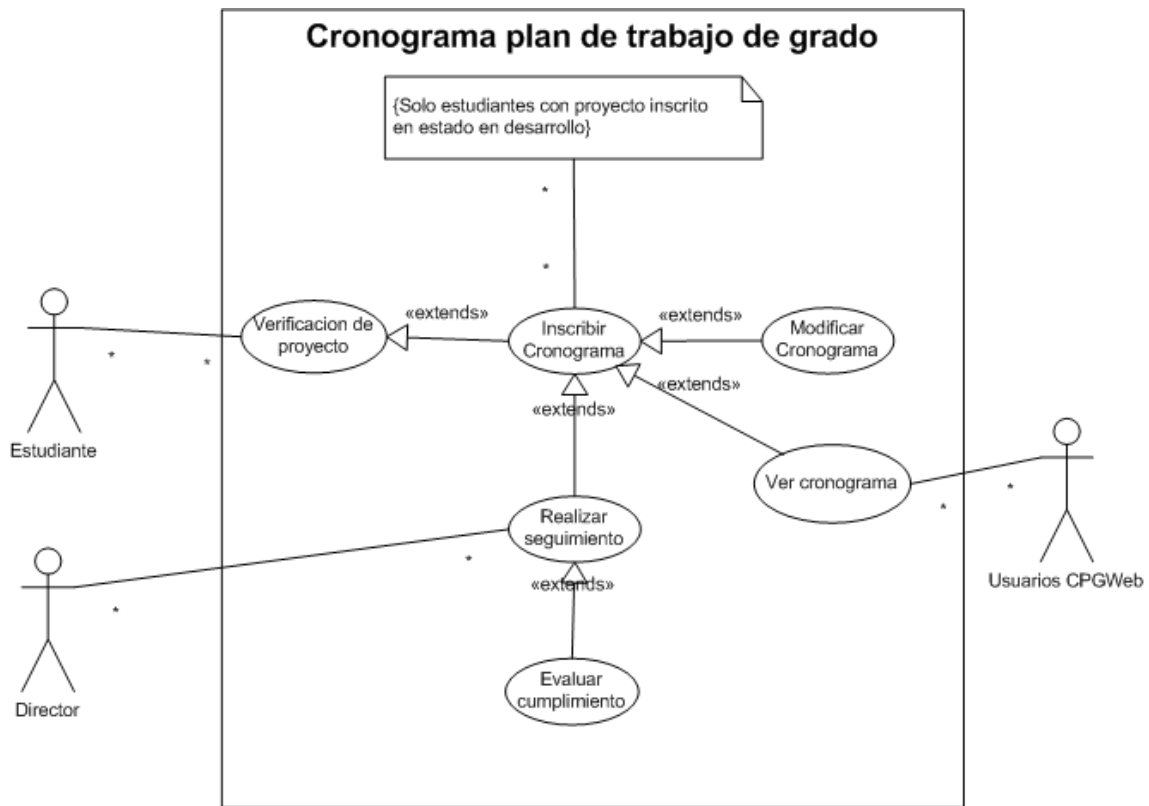 Cronograma plan de trabajo de grado
{Solo estudiantes con proyecto inscrito
en estado en desarrollo}
*
*
Verificacion de
proyecto
«extends»
Inscribir
Cronograma
«extends»
Modificar
Cronograma
*
*
Estudiante
«extends»
«extends»
Ver cronograma
*
*
Usuarios CPGWeb
Realizar
seguimiento
*
*
Director
«extends»
Evaluar
cumplimiento